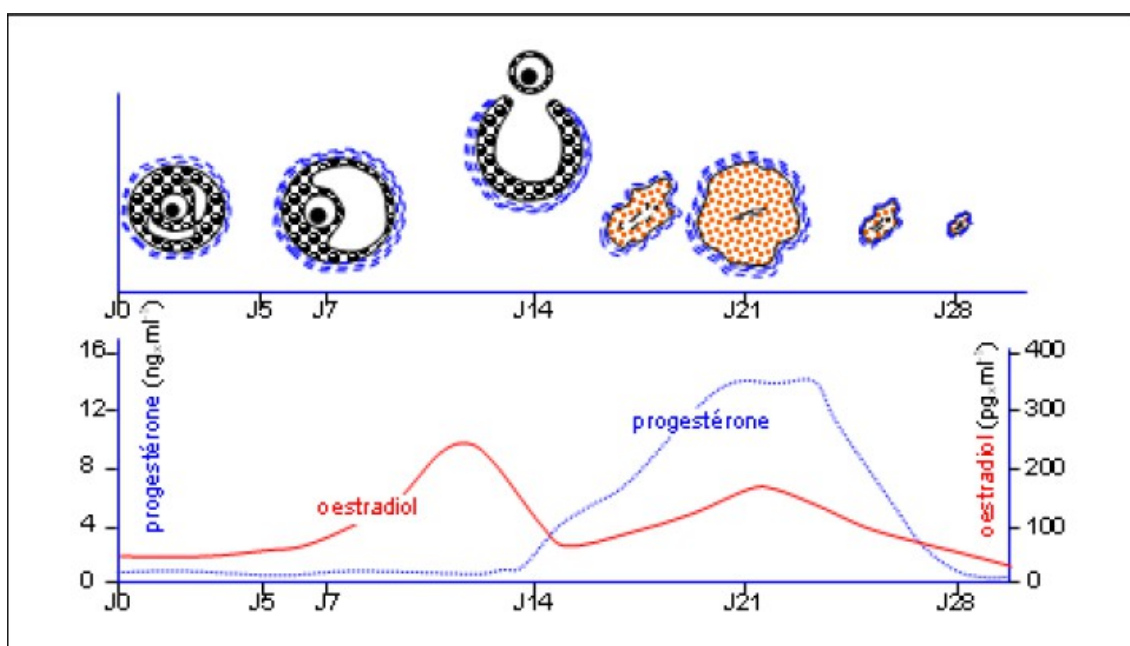 J0 J5 J7 J14 J21 J28
progestérone (ng×ml⁻¹)
16
12
8
4
0
oestradiol
progestérone
oestradiol (pg×ml⁻¹)
400
300
200
100
0
J0 J5 J7 J14 J21 J28